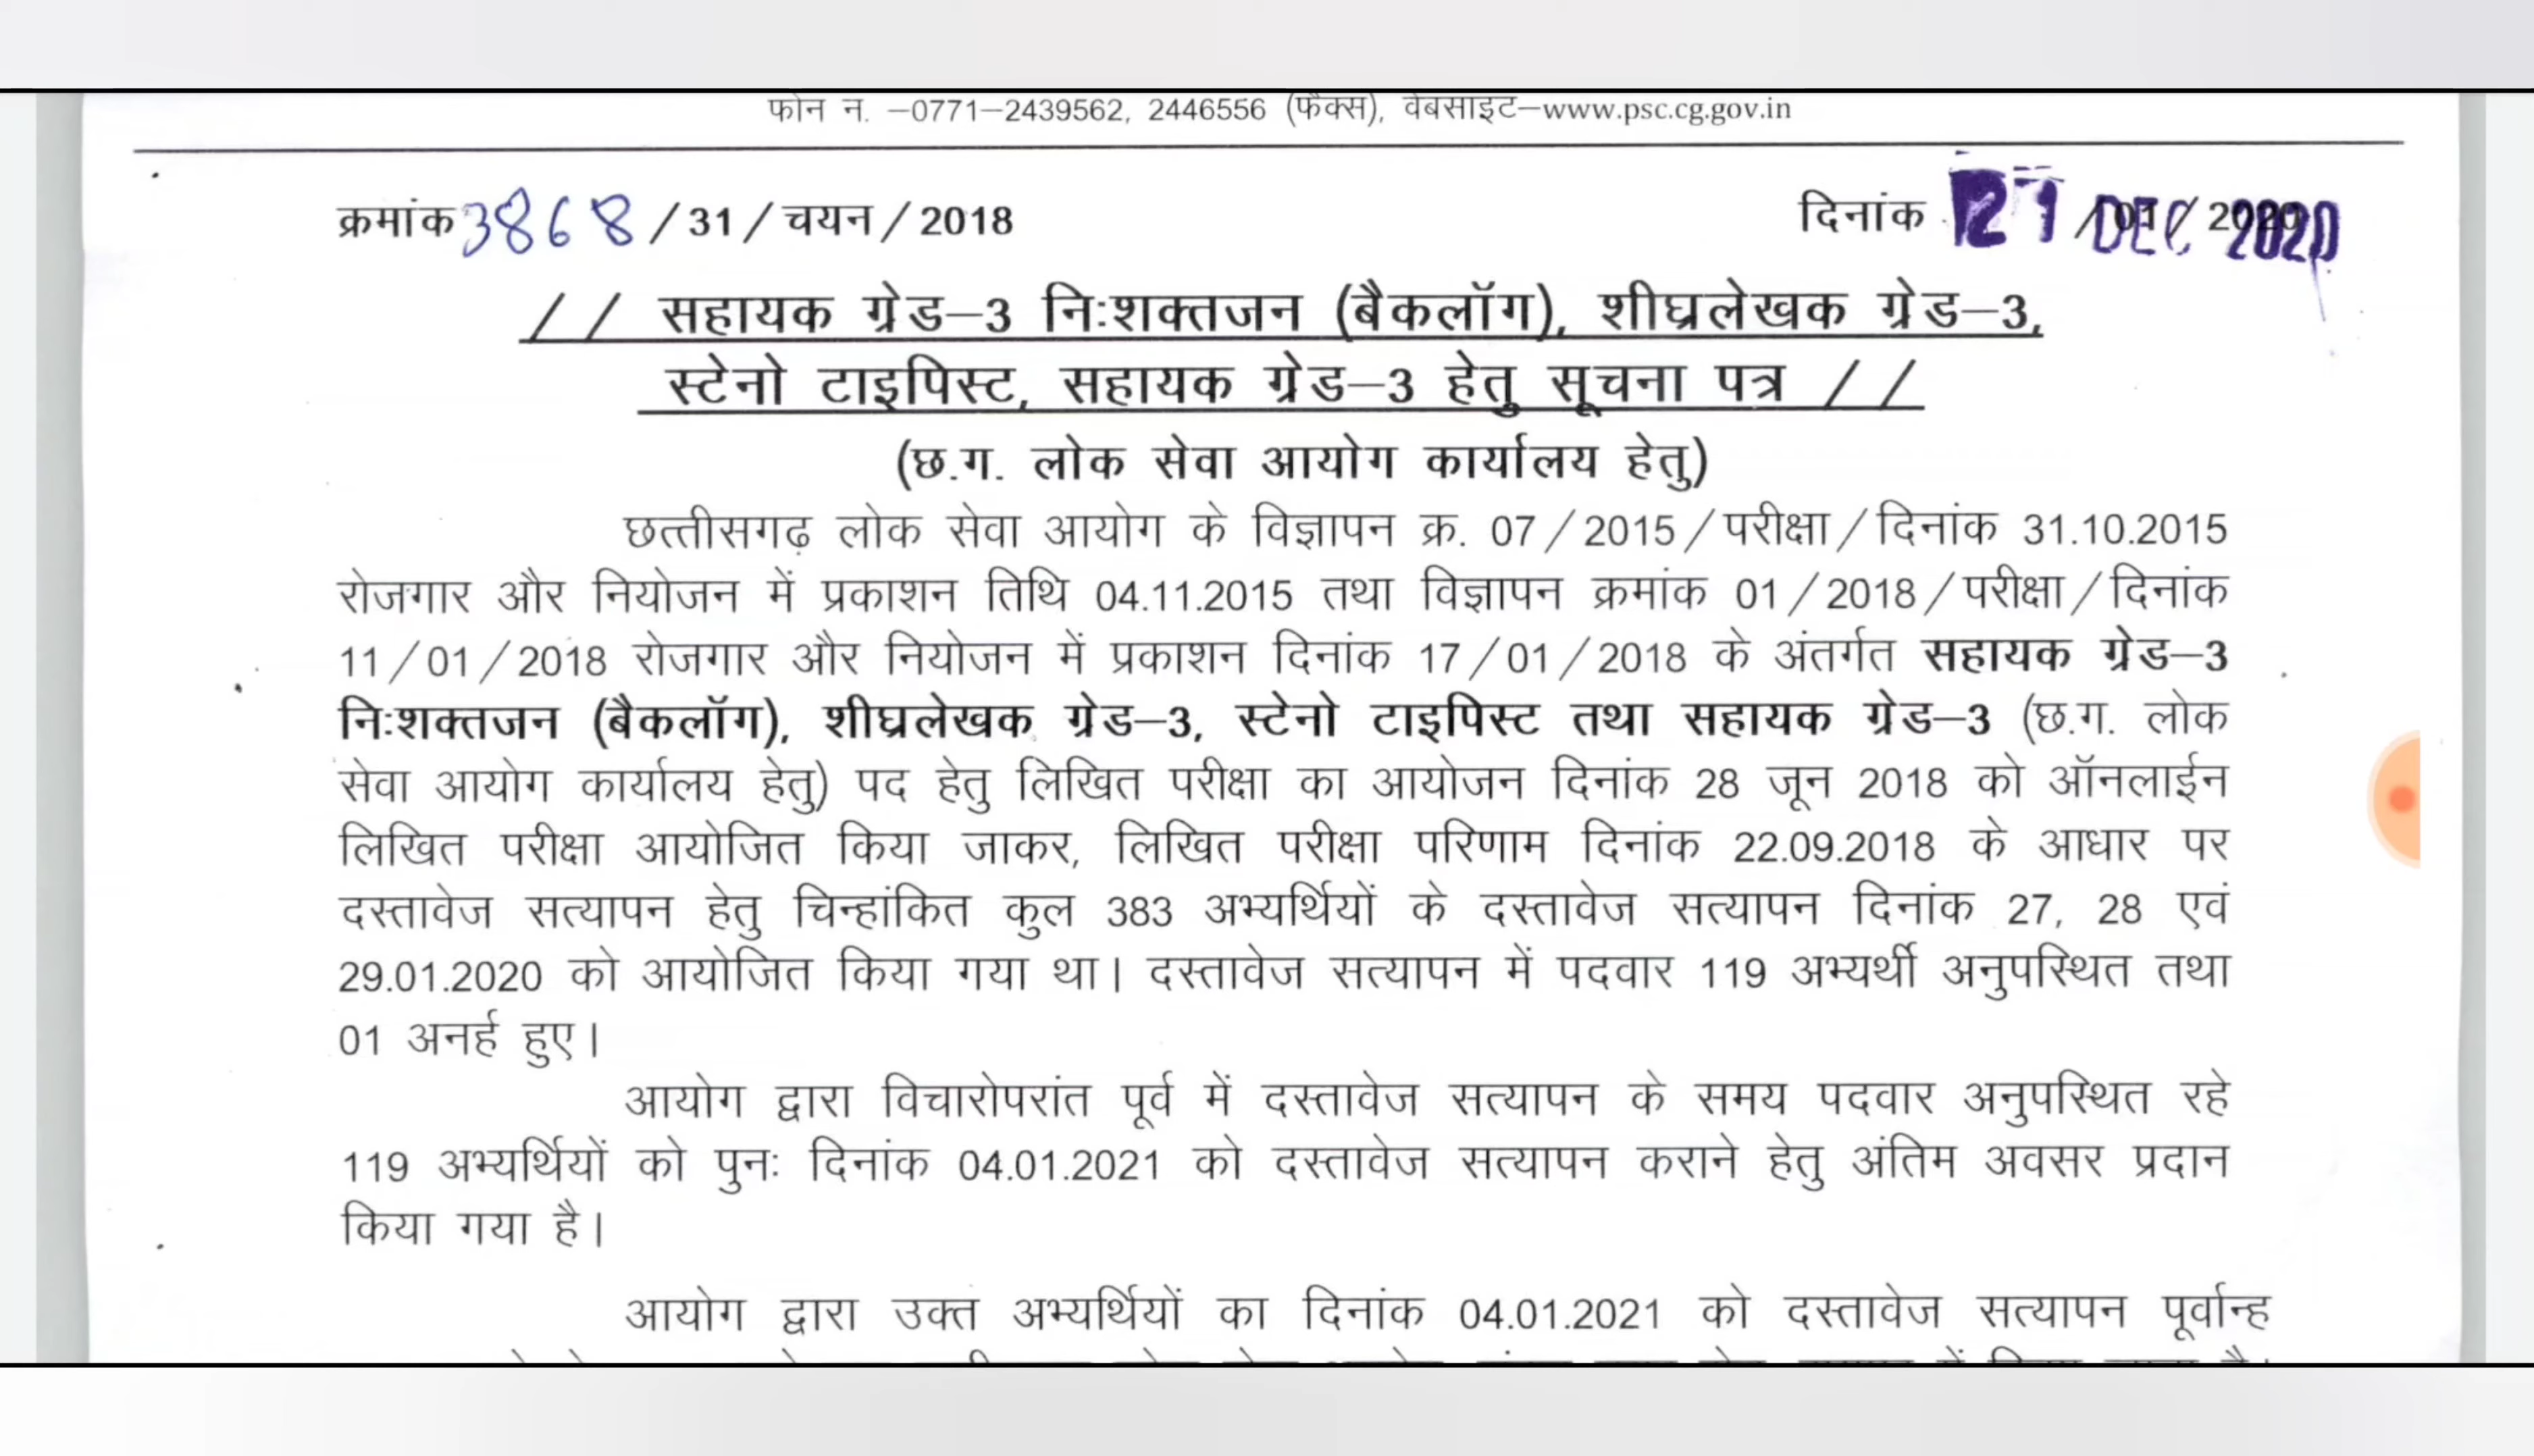 फोन न. –0771–2439562, 2446556 (फैक्स), वेबसाइट–www.psc.cg.gov.in
क्रमांक 3868 /31/चयन/2018 दिनांक 21 DEC 2020
// सहायक ग्रेड–3 निःशक्तजन (बैकलॉग), शीघ्रलेखक ग्रेड–3,
स्टेनो टाइपिस्ट, सहायक ग्रेड–3 हेतु सूचना पत्र //
(छ.ग. लोक सेवा आयोग कार्यालय हेतु)
छत्तीसगढ़ लोक सेवा आयोग के विज्ञापन क्र. 07/2015/परीक्षा/दिनांक 31.10.2015
रोजगार और नियोजन में प्रकाशन तिथि 04.11.2015 तथा विज्ञापन क्रमांक 01/2018/परीक्षा/दिनांक
11/01/2018 रोजगार और नियोजन में प्रकाशन दिनांक 17/01/2018 के अंतर्गत सहायक ग्रेड–3
निःशक्तजन (बैकलॉग), शीघ्रलेखक ग्रेड–3, स्टेनो टाइपिस्ट तथा सहायक ग्रेड–3 (छ.ग. लोक
सेवा आयोग कार्यालय हेतु) पद हेतु लिखित परीक्षा का आयोजन दिनांक 28 जून 2018 को ऑनलाईन
लिखित परीक्षा आयोजित किया जाकर, लिखित परीक्षा परिणाम दिनांक 22.09.2018 के आधार पर
दस्तावेज सत्यापन हेतु चिन्हांकित कुल 383 अभ्यर्थियों के दस्तावेज सत्यापन दिनांक 27, 28 एवं
29.01.2020 को आयोजित किया गया था। दस्तावेज सत्यापन में पदवार 119 अभ्यर्थी अनुपस्थित तथा
01 अनर्ह हुए।
आयोग द्वारा विचारोपरांत पूर्व में दस्तावेज सत्यापन के समय पदवार अनुपस्थित रहे
119 अभ्यर्थियों को पुनः दिनांक 04.01.2021 को दस्तावेज सत्यापन कराने हेतु अंतिम अवसर प्रदान
किया गया है।
आयोग द्वारा उक्त अभ्यर्थियों का दिनांक 04.01.2021 को दस्तावेज सत्यापन पूर्वान्ह